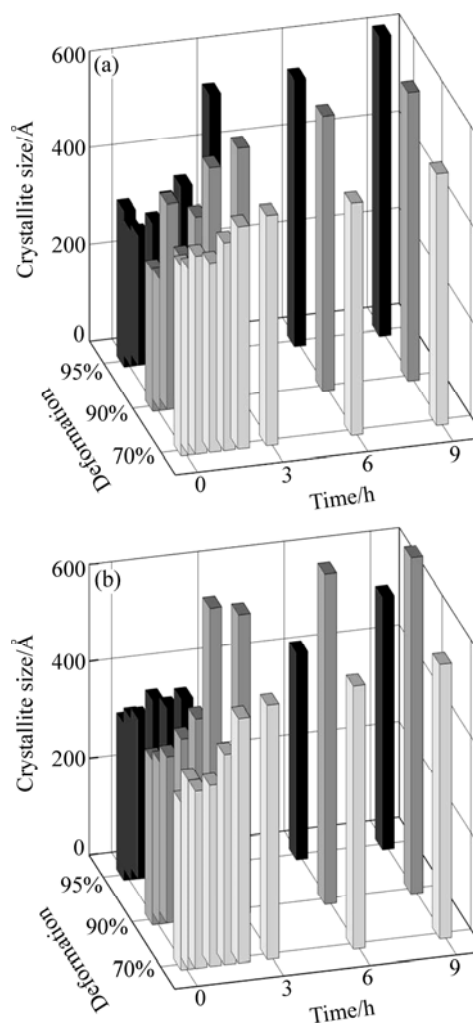 600
(a)
400
Crystallite size/Å
200
0
95%
90%
70%
Deformation
0
3
6
9
Time/h
600
(b)
400
Crystallite size/Å
200
0
95%
90%
70%
Deformation
0
3
6
9
Time/h